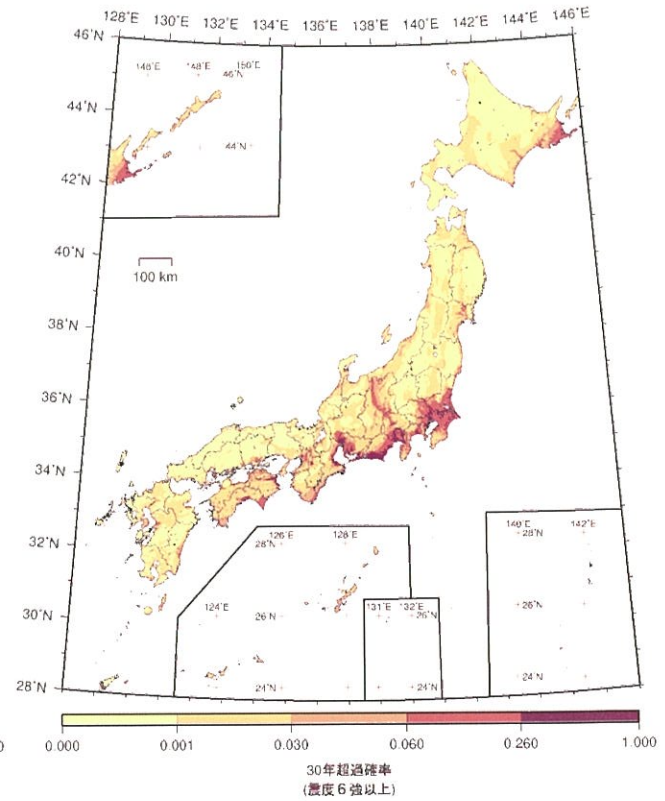 128°E 130°E 132°E 134°E 136°E 138°E 140°E 142°E 144°E 146°E
46°N
146°E 148°E 150°E
46°N
44°N
44°N
42°N
40°N
100 km
38°N
36°N
34°N
32°N
30°N
28°N
126°E 128°E
28°N
124°E
26°N
24°N
131°E 132°E
26°N
24°N
140°E 142°E
28°N
26°N
24°N
0.000 0.001 0.030 0.060 0.260 1.000
30年超過確率
(震度6強以上)